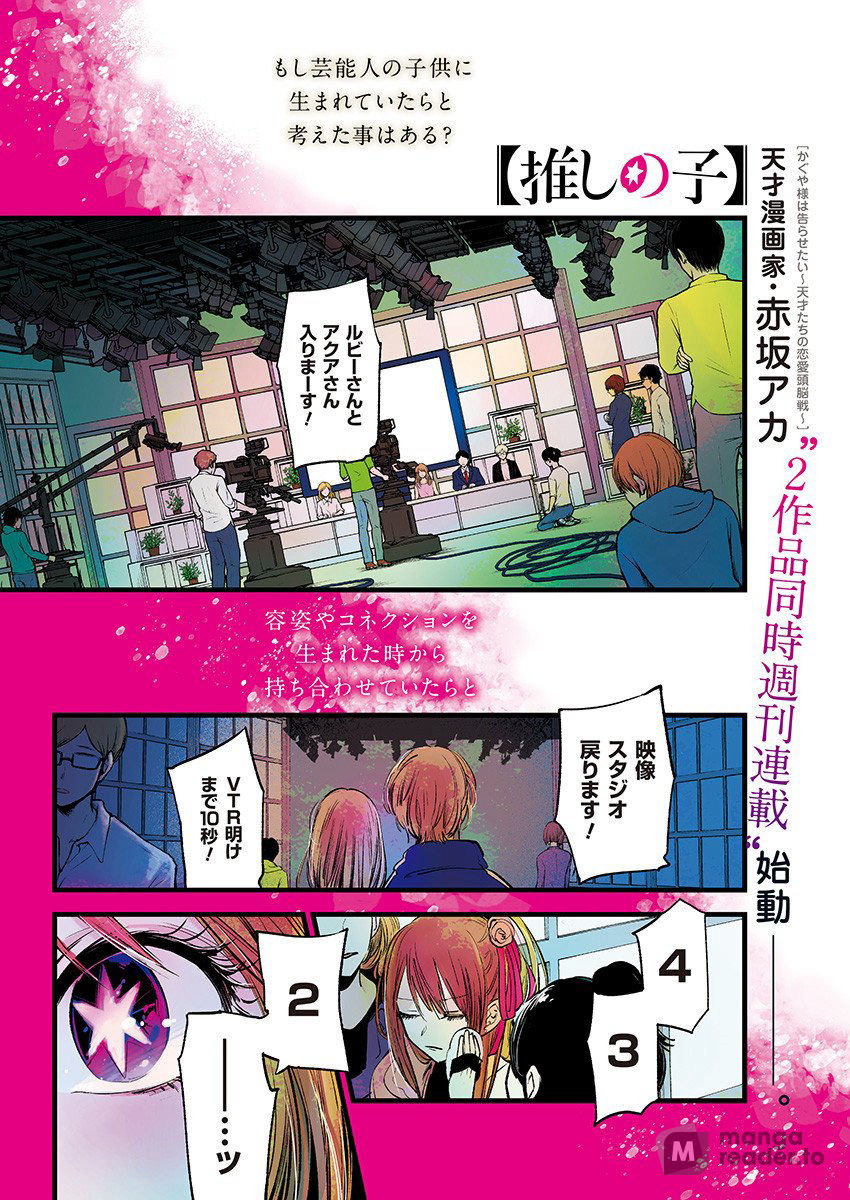 もし芸能人の子供に
生まれていたらと
考えた事はある?
【推しの子】
［かぐや様は告らせたい～天才たちの恋愛頭脳戦～］
天才漫画家・赤坂アカ
”2作品同時週刊連載“始動――。
ルビーさんと
アクアさん
入りまーす!
容姿やコネクションを
生まれた時から
持ち合わせていたらと
映像
スタジオ
戻ります!
VTR明け
まで10秒!
4
3
2
――…ッ
manga
reader.to